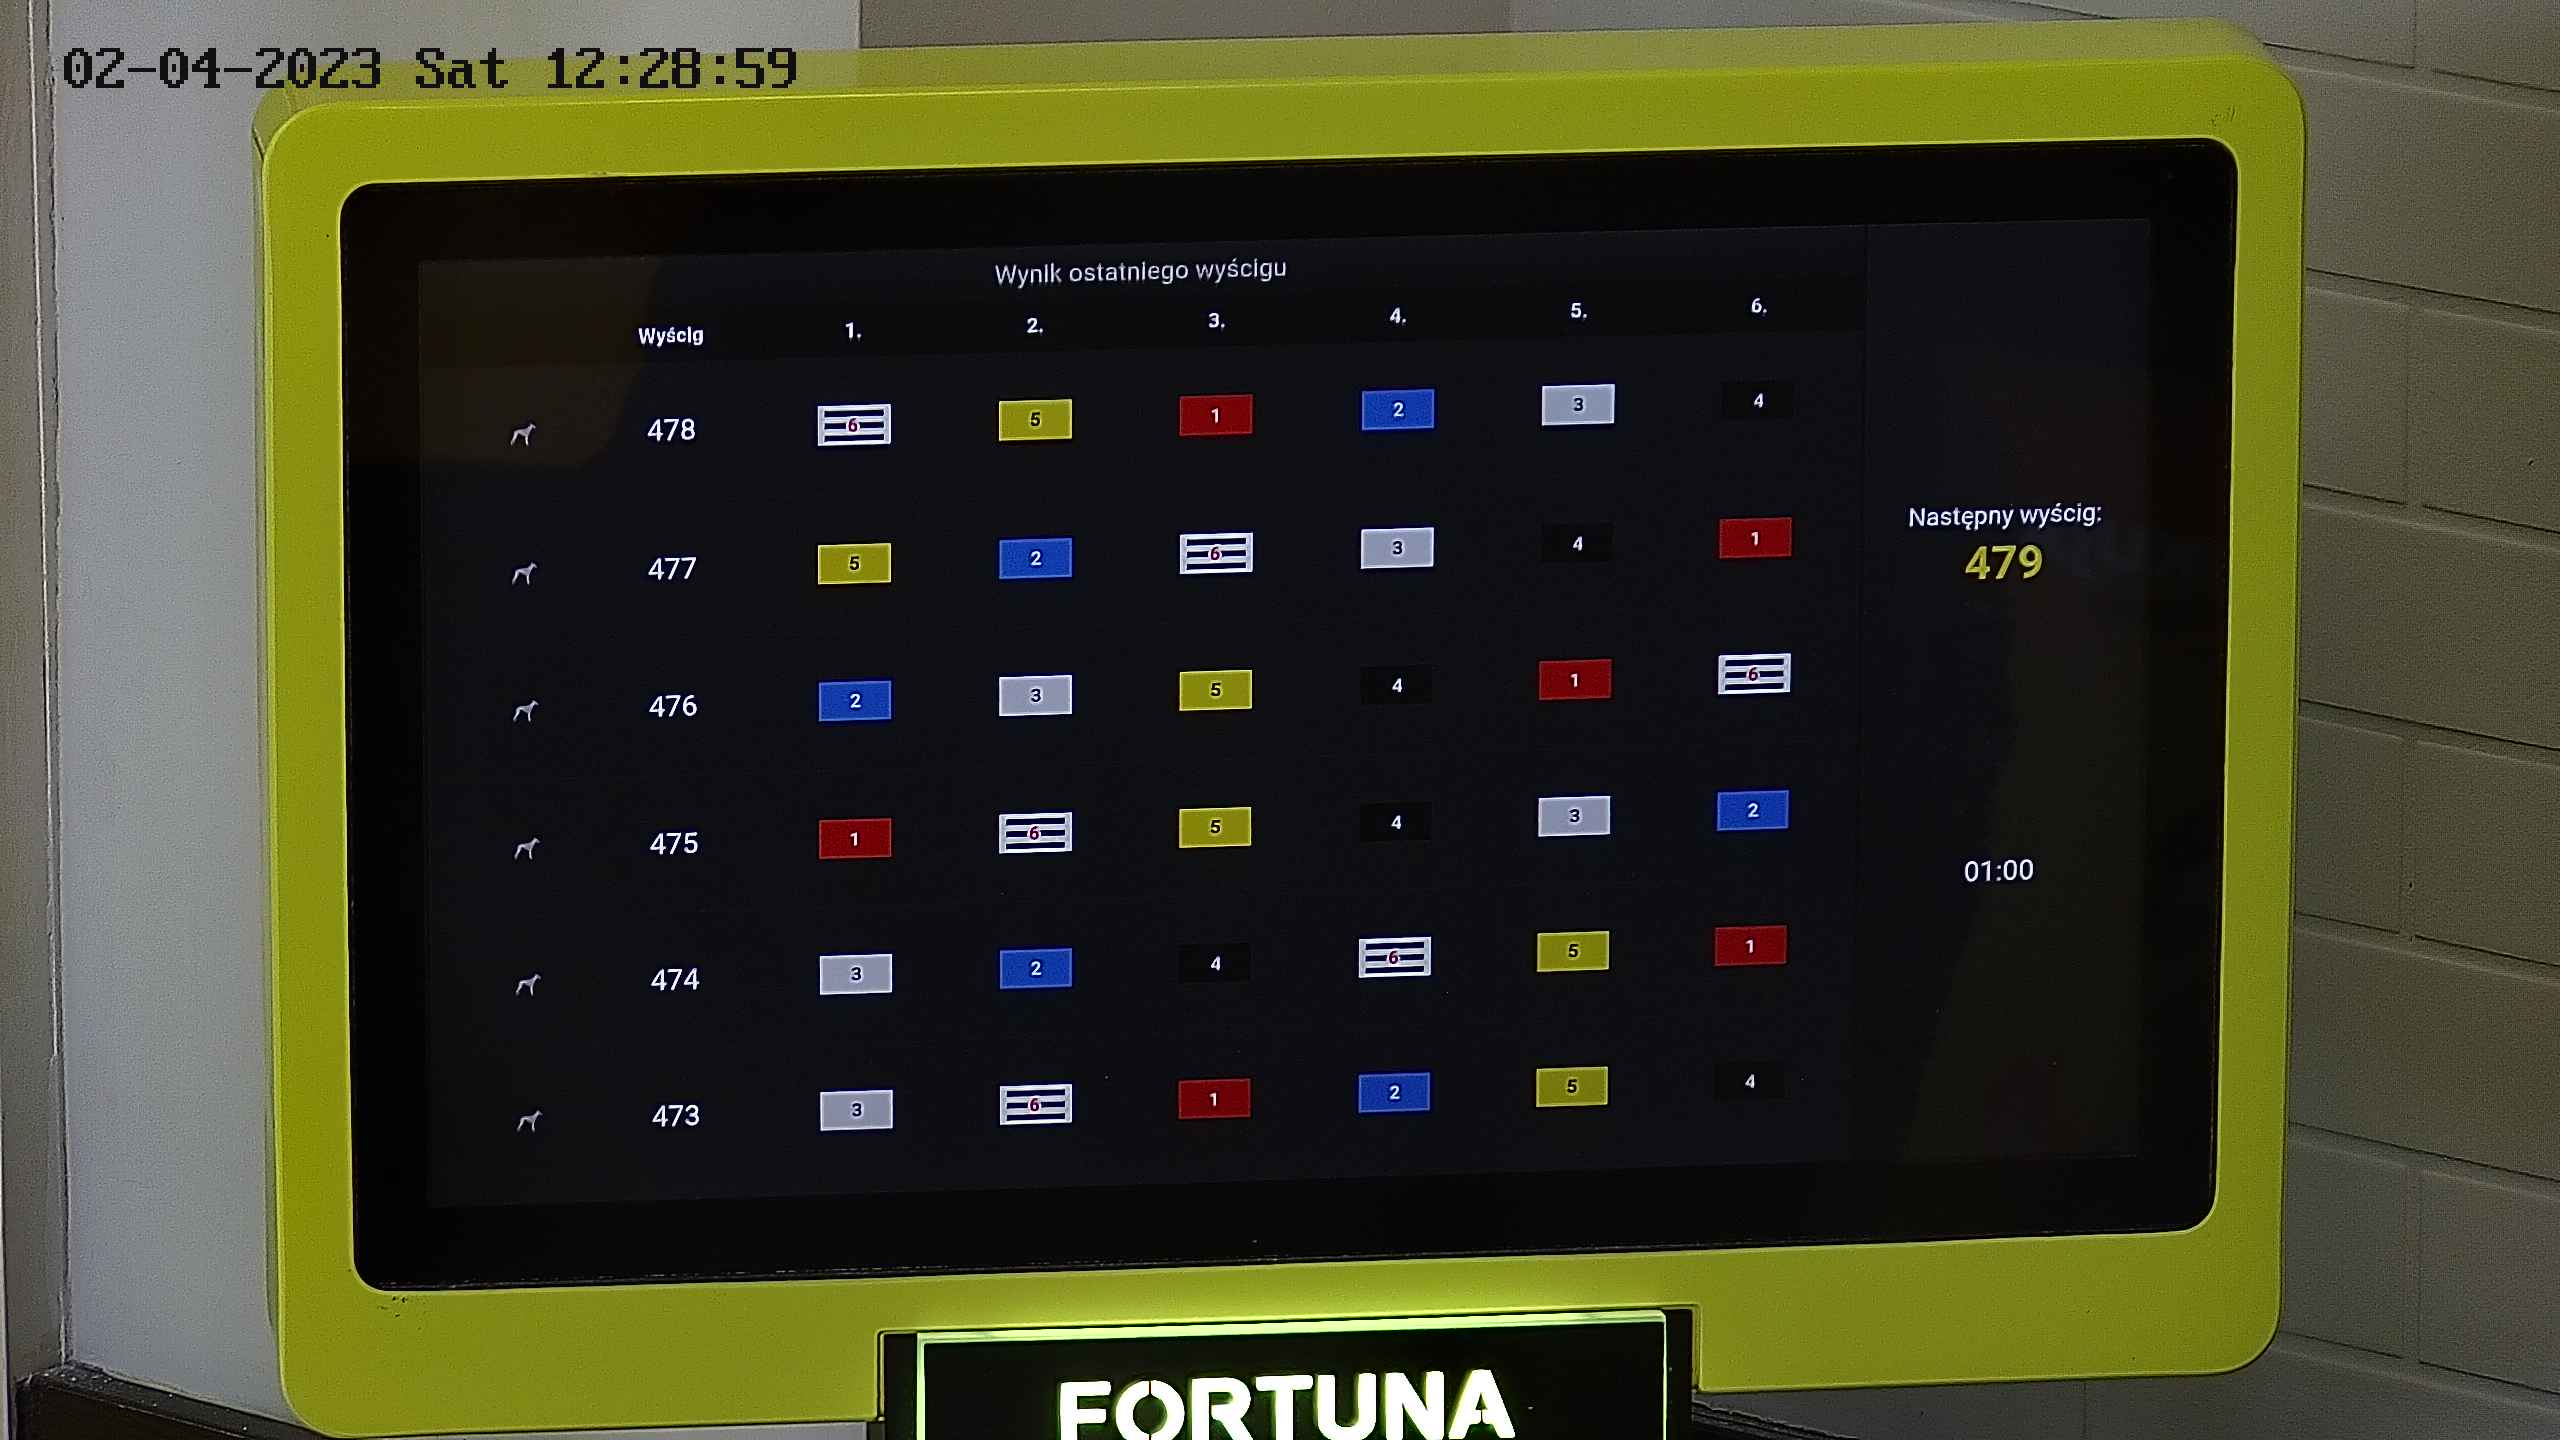 02-04-2023 Sat 12:28:59
Wynik ostatniego wyścigu
Wyścig 1. 2. 3. 4. 5. 6.
478 6 5 1 2 3 4
477 5 2 6 3 4 1
476 2 3 5 4 1 6
475 1 6 5 4 3 2
474 3 2 4 6 5 1
473 3 6 1 2 5 4
Następny wyścig:
479
01:00
FORTUNA